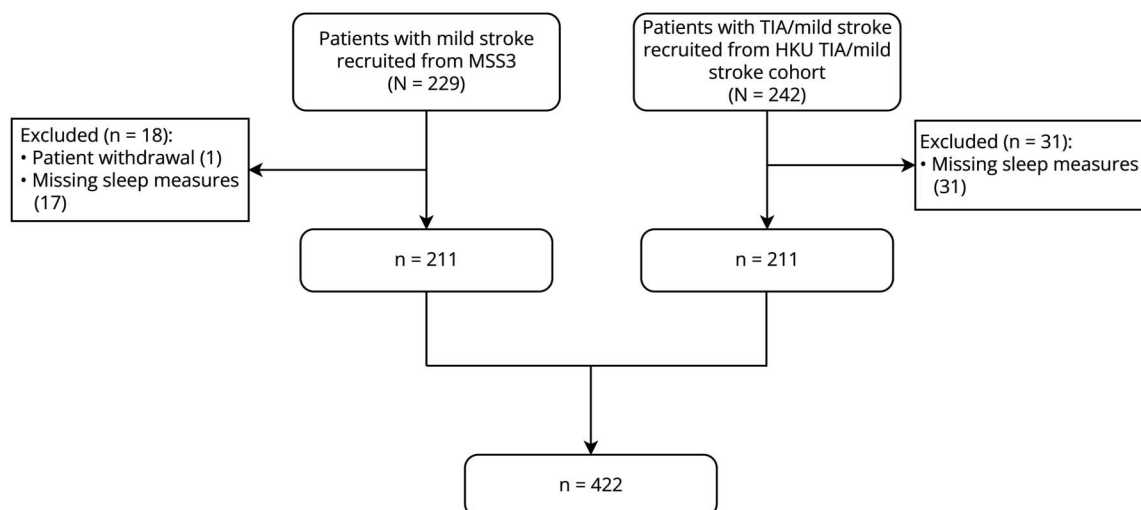 Patients with mild stroke
recruited from MSS3
(N = 229)
Patients with TIA/mild stroke
recruited from HKU TIA/mild
stroke cohort
(N = 242)
Excluded (n = 18):
• Patient withdrawal (1)
• Missing sleep measures
(17)
Excluded (n = 31):
• Missing sleep measures
(31)
n = 211
n = 211
n = 422